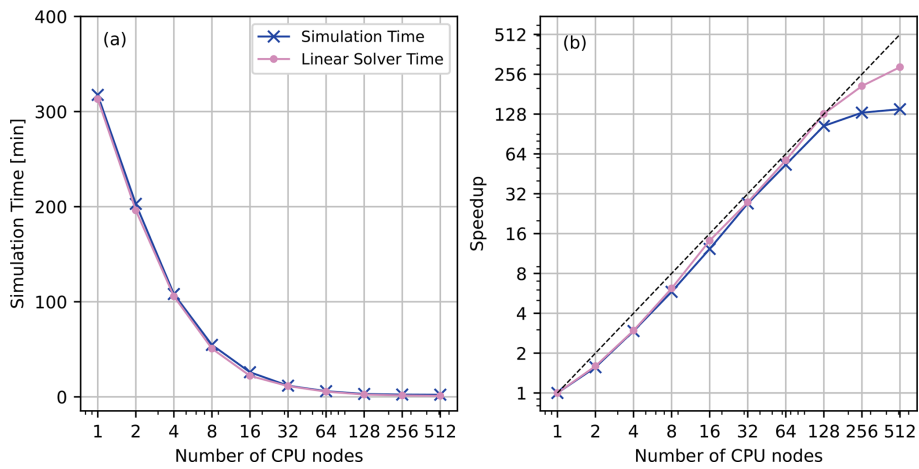 (a)
Simulation Time
Linear Solver Time
Simulation Time [min]
400
300
200
100
0
1 2 4 8 16 32 64 128 256 512
Number of CPU nodes
(b)
Speedup
512
256
128
64
32
16
8
4
2
1
1 2 4 8 16 32 64 128 256 512
Number of CPU nodes